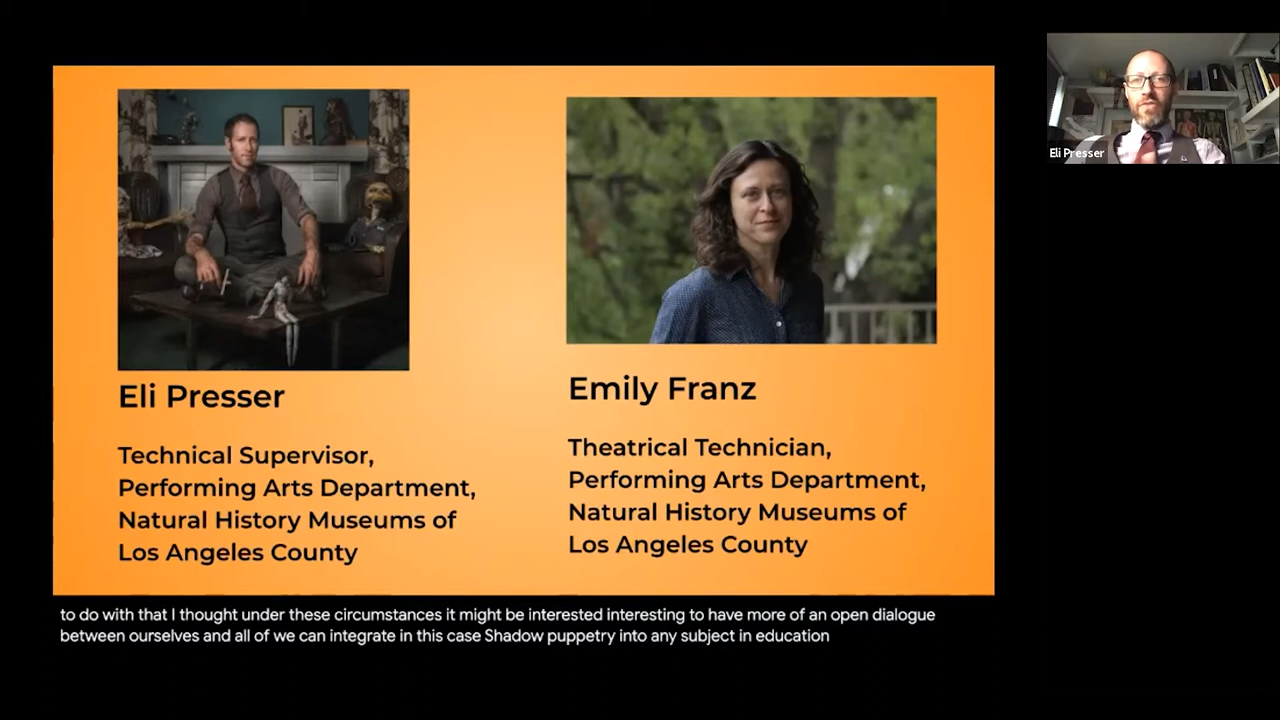 Eli Presser
Eli Presser
Technical Supervisor,
Performing Arts Department,
Natural History Museums of
Los Angeles County
Emily Franz
Theatrical Technician,
Performing Arts Department,
Natural History Museums of
Los Angeles County
to do with that I thought under these circumstances it might be interested interesting to have more of an open dialogue
between ourselves and all of we can integrate in this case Shadow puppetry into any subject in education